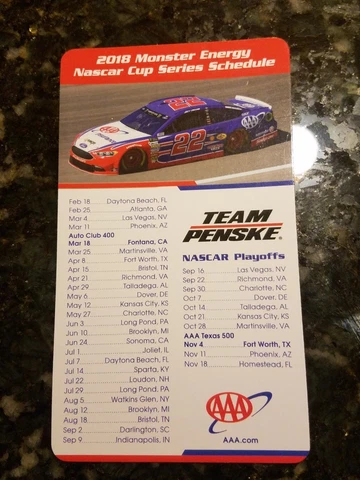 2018 Monster Energy
Nascar Cup Series Schedule
22
AAA
22
AAA
Feb 18 Daytona Beach, FL
Feb 25 Atlanta, GA
Mar 4 Las Vegas, NV
Mar 11 Phoenix, AZ
Auto Club 400
Mar 18 Fontana, CA
Mar 25 Martinsville, VA
Apr 8 Fort Worth, TX
Apr 15 Bristol, TN
Apr 21 Richmond, VA
Apr 29 Talladega, AL
May 6 Dover, DE
May 12 Kansas City, KS
May 27 Charlotte, NC
Jun 3 Long Pond, PA
Jun 10 Brooklyn, MI
Jun 24 Sonoma, CA
Jul 1 Joliet, IL
Jul 7 Daytona Beach, FL
Jul 14 Sparta, KY
Jul 22 Loudon, NH
Jul 29 Long Pond, PA
Aug 5 Watkins Glen, NY
Aug 12 Brooklyn, MI
Aug 18 Bristol, TN
Sep 2 Darlington, SC
Sep 9 Indianapolis, IN
TEAM
PENSKE
NASCAR Playoffs
Sep 16 Las Vegas, NV
Sep 22 Richmond, VA
Sep 30 Charlotte, NC
Oct 7 Dover, DE
Oct 14 Talladega, AL
Oct 21 Kansas City, KS
Oct 28 Martinsville, VA
AAA Texas 500
Nov 4 Fort Worth, TX
Nov 11 Phoenix, AZ
Nov 18 Homestead, FL
AAA
AAA.com